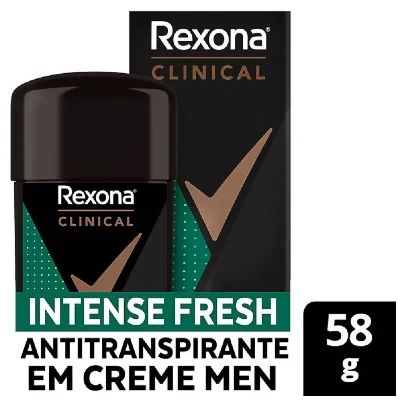 Rexona
CLINICAL
Rexona
CLINICAL
INTENSE FRESH
ANTITRANSPIRANTE
EM CREME MEN
58
g